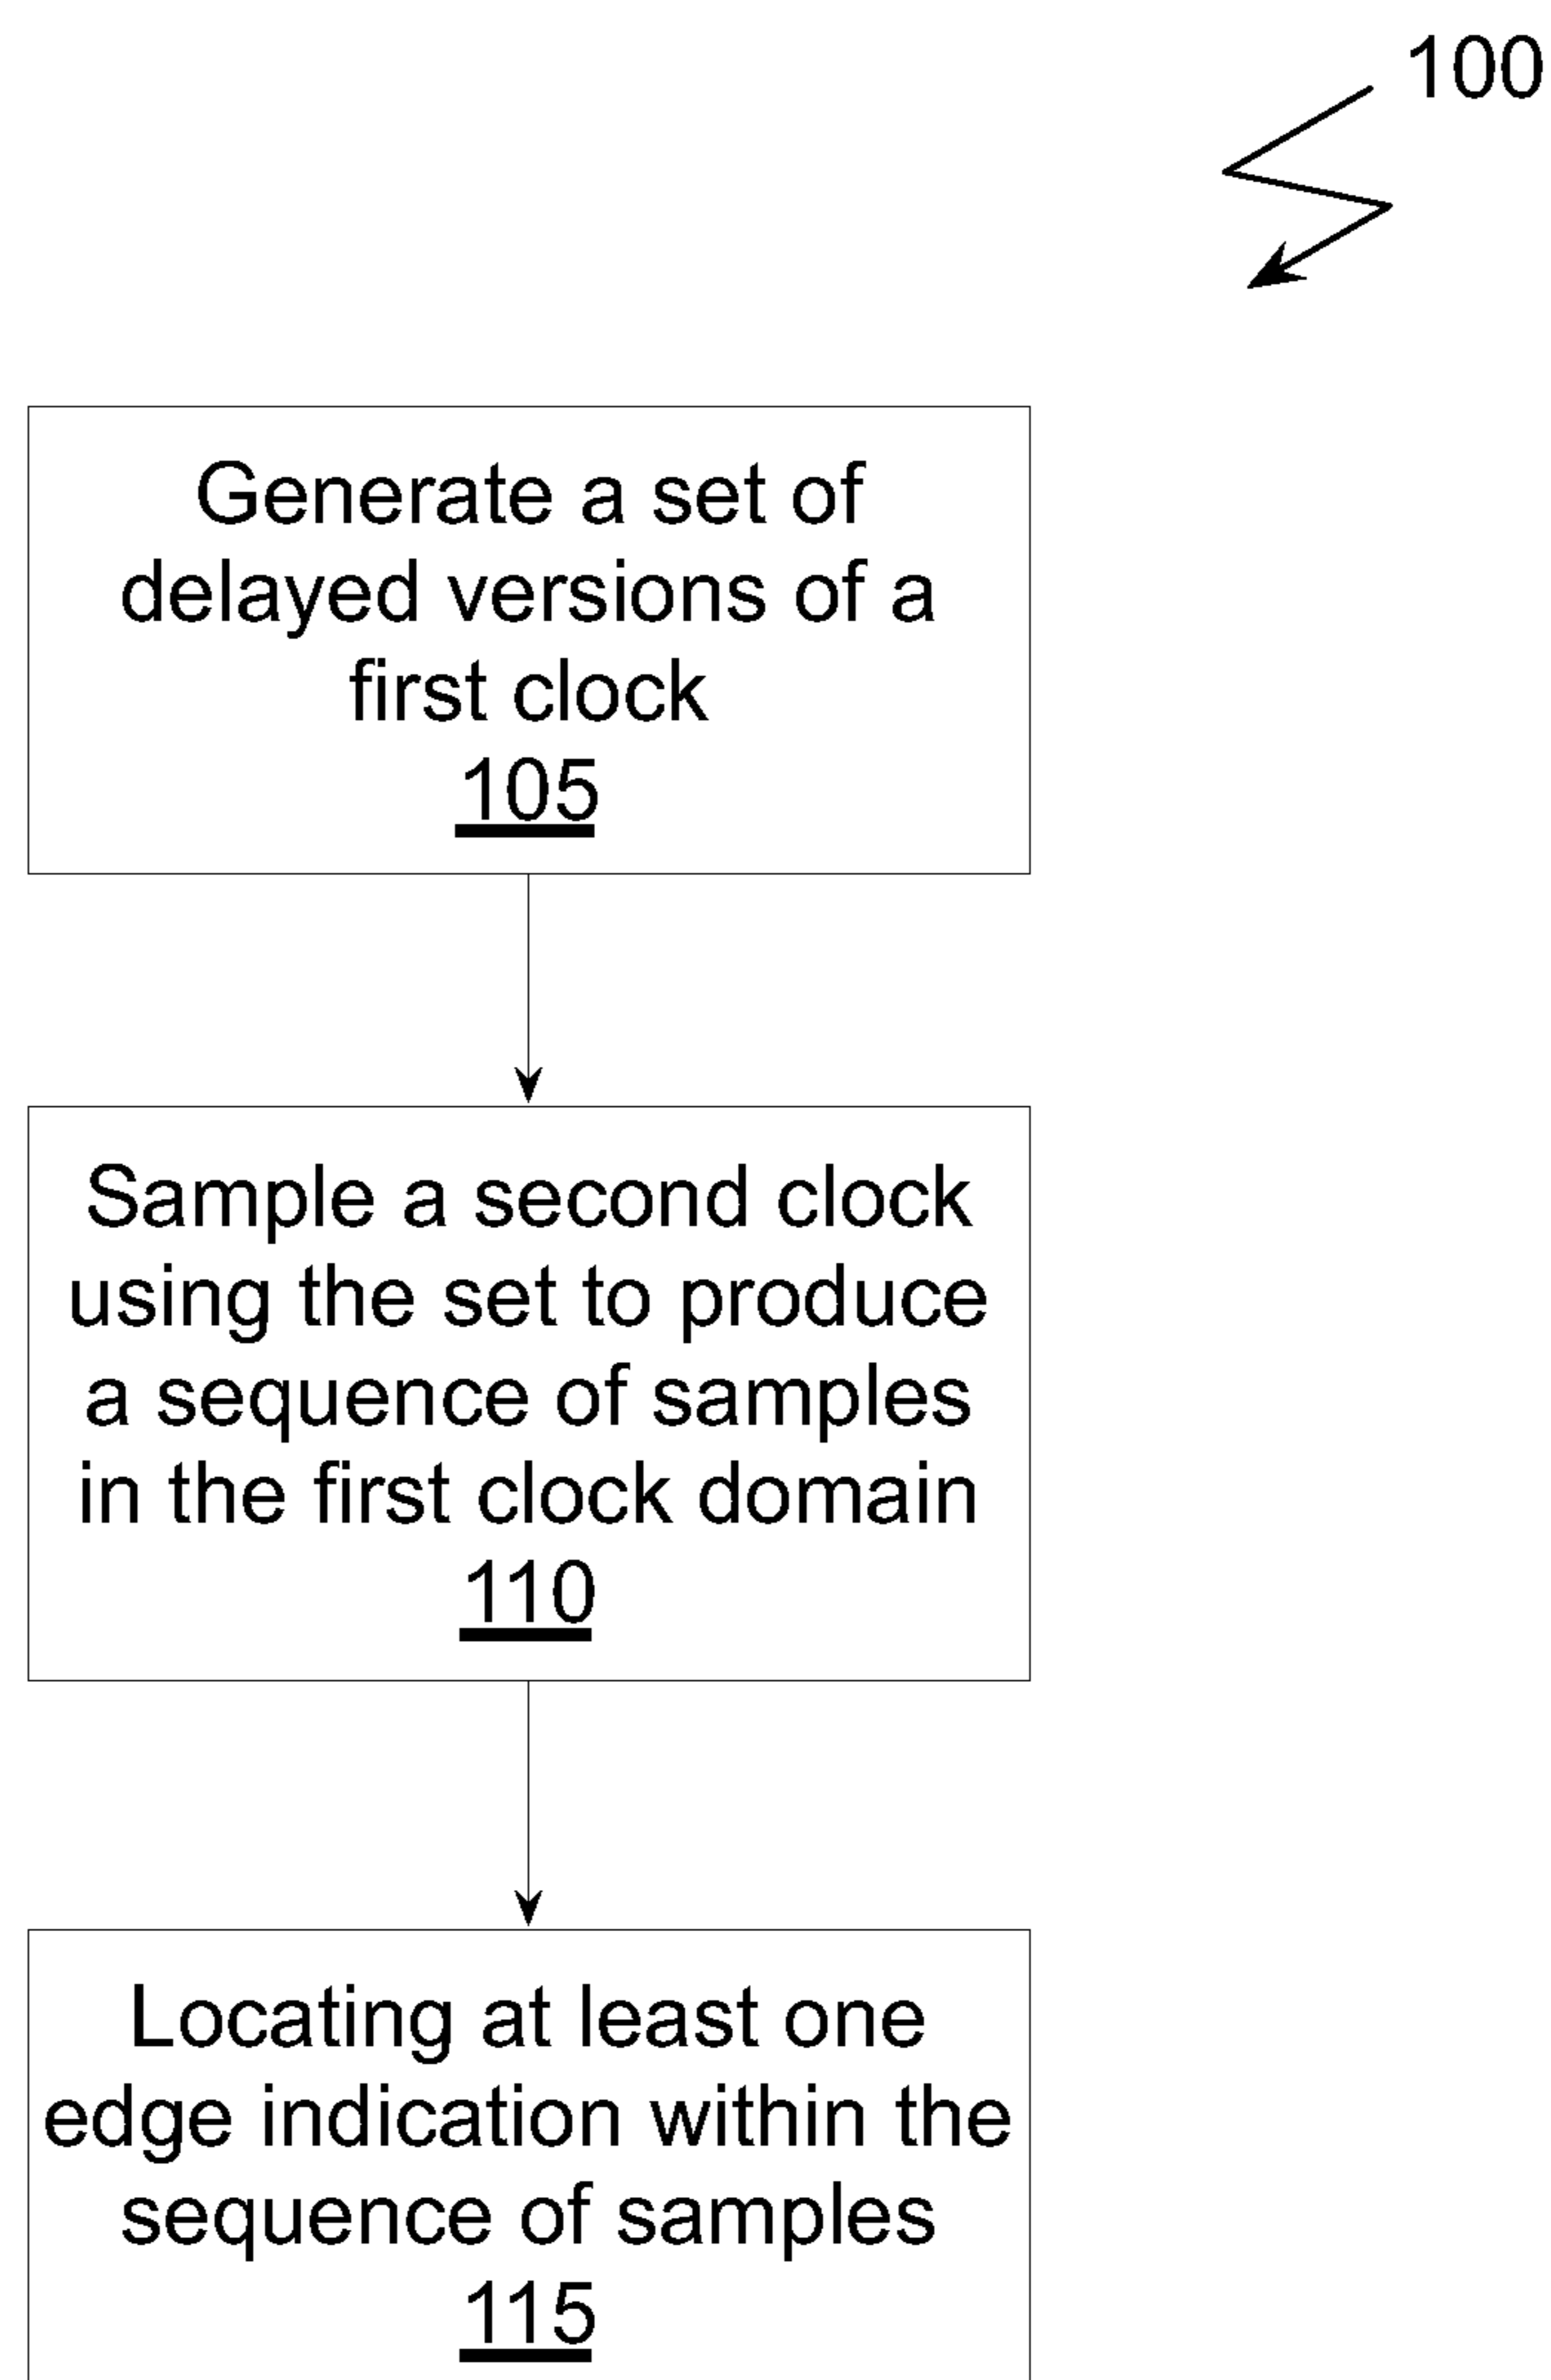 100
Generate a set of
delayed versions of a
first clock
105
Sample a second clock
using the set to produce
a sequence of samples
in the first clock domain
110
Locating at least one
edge indication within the
sequence of samples
115